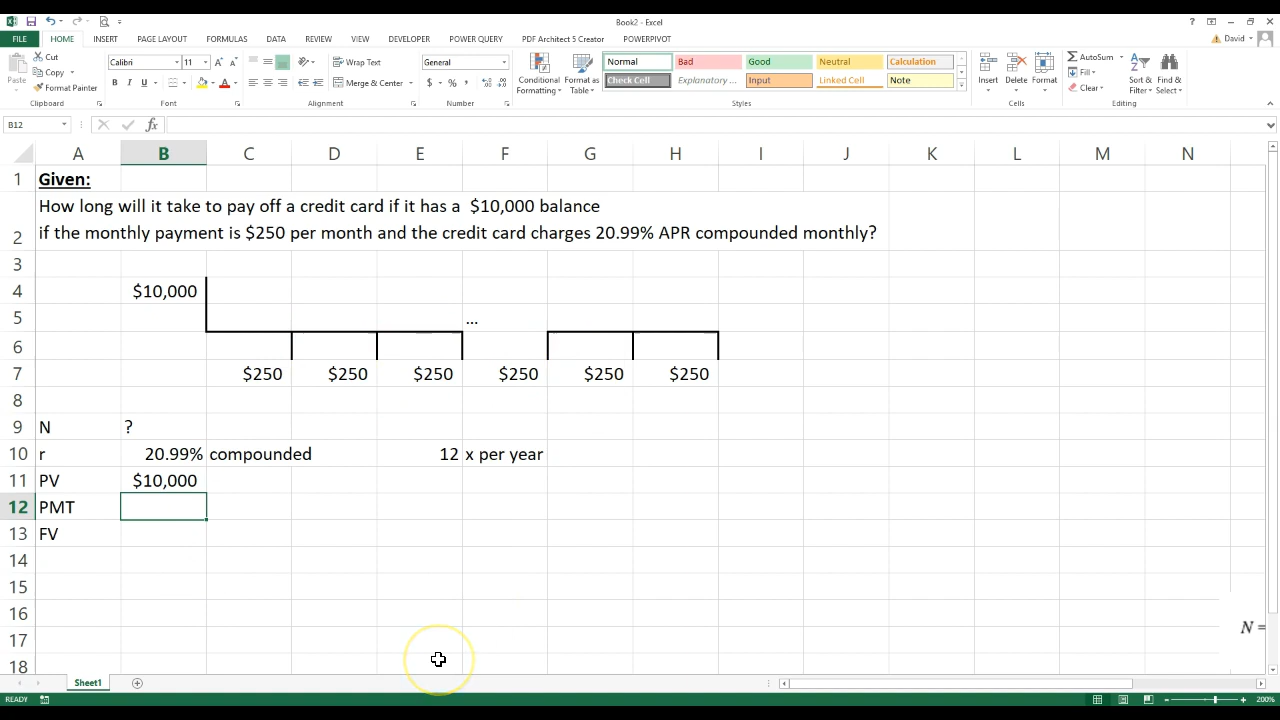 Book2 - Excel
FILE HOME INSERT PAGE LAYOUT FORMULAS DATA REVIEW VIEW DEVELOPER POWER QUERY PDF Architect 5 Creator POWERPIVOT David
Cut
Copy
Format Painter
Paste
Clipboard
Calibri 11
B I U
Font
Wrap Text
Merge & Center
Alignment
General
$ % ,
Number
Conditional Formatting
Format as Table
Normal Bad Good Neutral Calculation
Check Cell Explanatory ... Input Linked Cell Note
Styles
Insert Delete Format
Cells
AutoSum
Fill
Clear
Sort & Filter
Find & Select
Editing
B12 fx
A B C D E F G H I J K L M N
1 Given:
How long will it take to pay off a credit card if it has a $10,000 balance
2 if the monthly payment is $250 per month and the credit card charges 20.99% APR compounded monthly?
3
4 $10,000
5 ...
6
7 $250 $250 $250 $250 $250 $250
8
9 N ?
10 r 20.99% compounded 12 x per year
11 PV $10,000
12 PMT
13 FV
14
15
16
17 N =
18
Sheet1
READY 200%